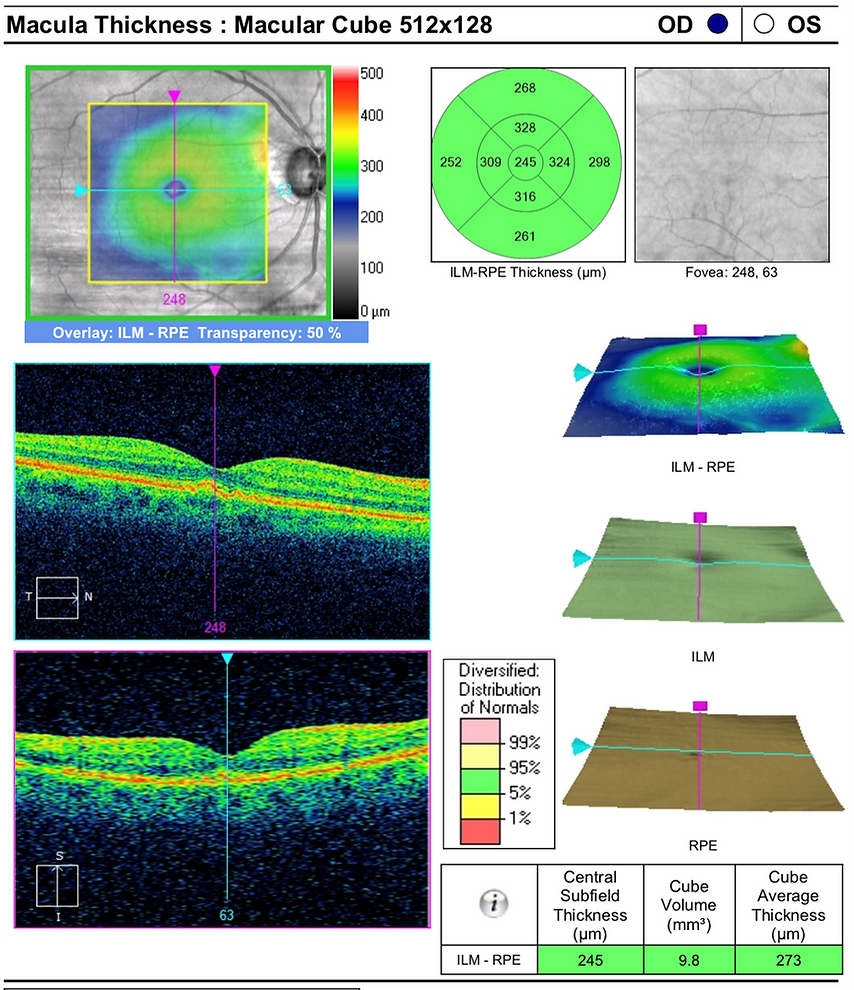 Macula Thickness : Macular Cube 512x128
OD
OS
500
400
300
200
100
0 µm
248
Overlay: ILM - RPE Transparency: 50 %
268
328
252 309 245 324 298
316
261
ILM-RPE Thickness (µm)
Fovea: 248, 63
ILM - RPE
T N
248
ILM
Diversified:
Distribution
of Normals
99%
95%
5%
1%
RPE
S
I
63
Central
Subfield
Thickness
(µm)
Cube
Volume
(mm³)
Cube
Average
Thickness
(µm)
i
ILM - RPE 245 9.8 273